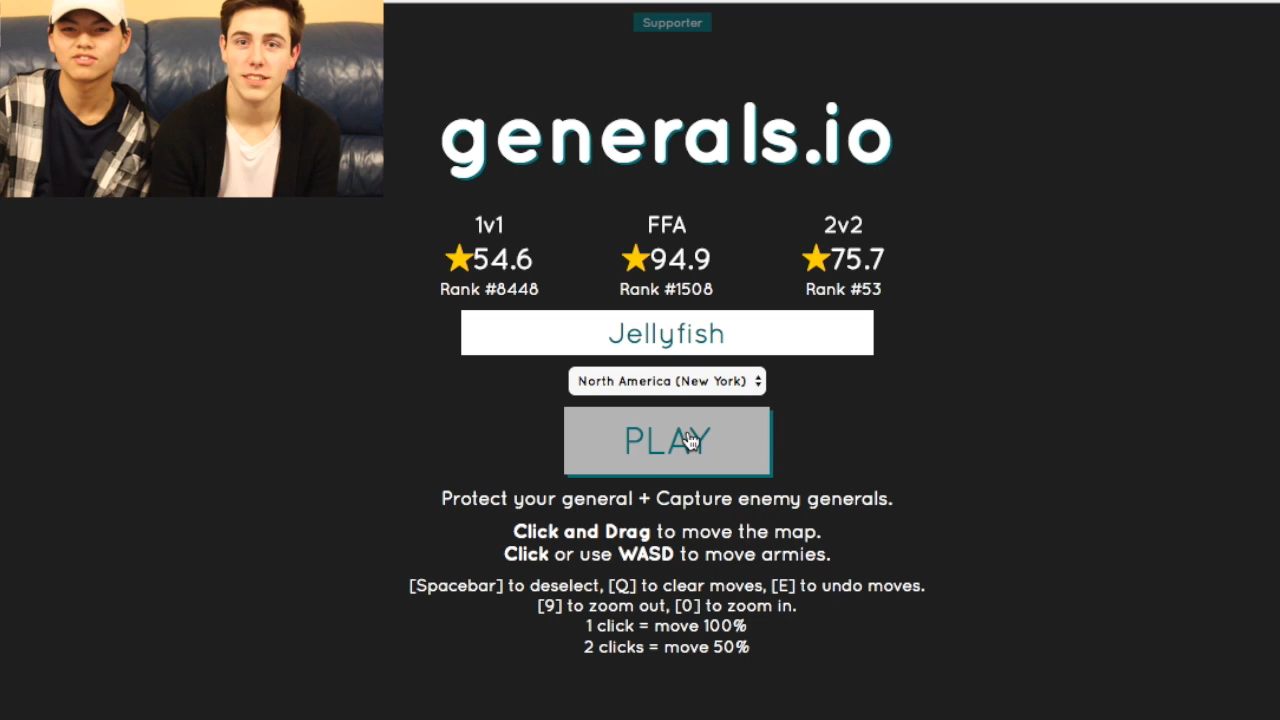 Supporter
generals.io
1v1 FFA 2v2
54.6 94.9 75.7
Rank #8448 Rank #1508 Rank #53
Jellyfish
North America (New York)
PLAY
Protect your general + Capture enemy generals.
Click and Drag to move the map.
Click or use WASD to move armies.
[Spacebar] to deselect, [Q] to clear moves, [E] to undo moves.
[9] to zoom out, [0] to zoom in.
1 click = move 100%
2 clicks = move 50%